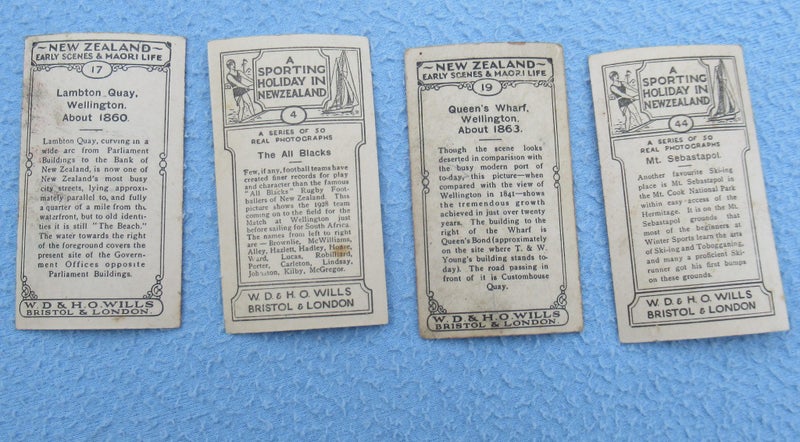 NEW ZEALAND
EARLY SCENES & MAORI LIFE
17
Lambton Quay,
Wellington.
About 1860.
Lambton Quay, curving in a
wide arc from Parliament
Buildings to the Bank of
New Zealand, is now one of
New Zealand's most busy
city streets, lying approxi-
mately parallel to, and fully
a quarter of a mile from the
waterfront, but to old identi-
ties it is still "The Beach."
The water towards the right
of the foreground covers the
present site of the Govern-
ment Offices opposite
Parliament Buildings.
W. D. & H. O. WILLS
BRISTOL & LONDON.
A
SPORTING
HOLIDAY IN
NEWZEALAND
4
A SERIES OF 50
REAL PHOTOGRAPHS
The All Blacks
Few, if any, football teams have
created finer records for play
and character than the famous
"All Blacks" Rugby Foot-
ballers of New Zealand. This
picture shows the 1928 team
coming on to the field for the
Match at Wellington just
before sailing for South Africa.
The names from left to right
are — Brownlie, McWilliams,
Alley, Hazlett, Hadley, Hogue,
Ward, Lucas, Robilliard,
Porter, Carleton, Lindsay,
Johnston, Kilby, McGregor.
W. D. & H. O. WILLS
BRISTOL & LONDON
NEW ZEALAND
EARLY SCENES & MAORI LIFE
19
Queen's Wharf,
Wellington.
About 1863.
Though the scene looks
deserted in comparision with
the busy modern port of
to-day, this picture—when
compared with the view of
Wellington in 1841—shows
the tremendous growth
achieved in just over twenty
years. The building to the
right of the Wharf is
Queen's Bond (approximately
on the site where T. & W.
Young's building stands to-
day). The road passing in
front of it is Customhouse
Quay.
W. D. & H. O. WILLS
BRISTOL & LONDON.
A
SPORTING
HOLIDAY IN
NEWZEALAND
44
A SERIES OF 50
REAL PHOTOGRAPHS
Mt. Sebastapol.
Another favourite Ski-ing
place is Mt. Sebastapol in
the Mt. Cook National Park
within easy access of the
Hermitage. It is on the
Mt. Sebastapol grounds that
most of the beginners at
Winter Sports learn the arts
of Ski-ing and Tobogganing,
and many a proficient Ski-
runner got his first bumps
on these grounds.
W. D. & H. O. WILLS
BRISTOL & LONDON